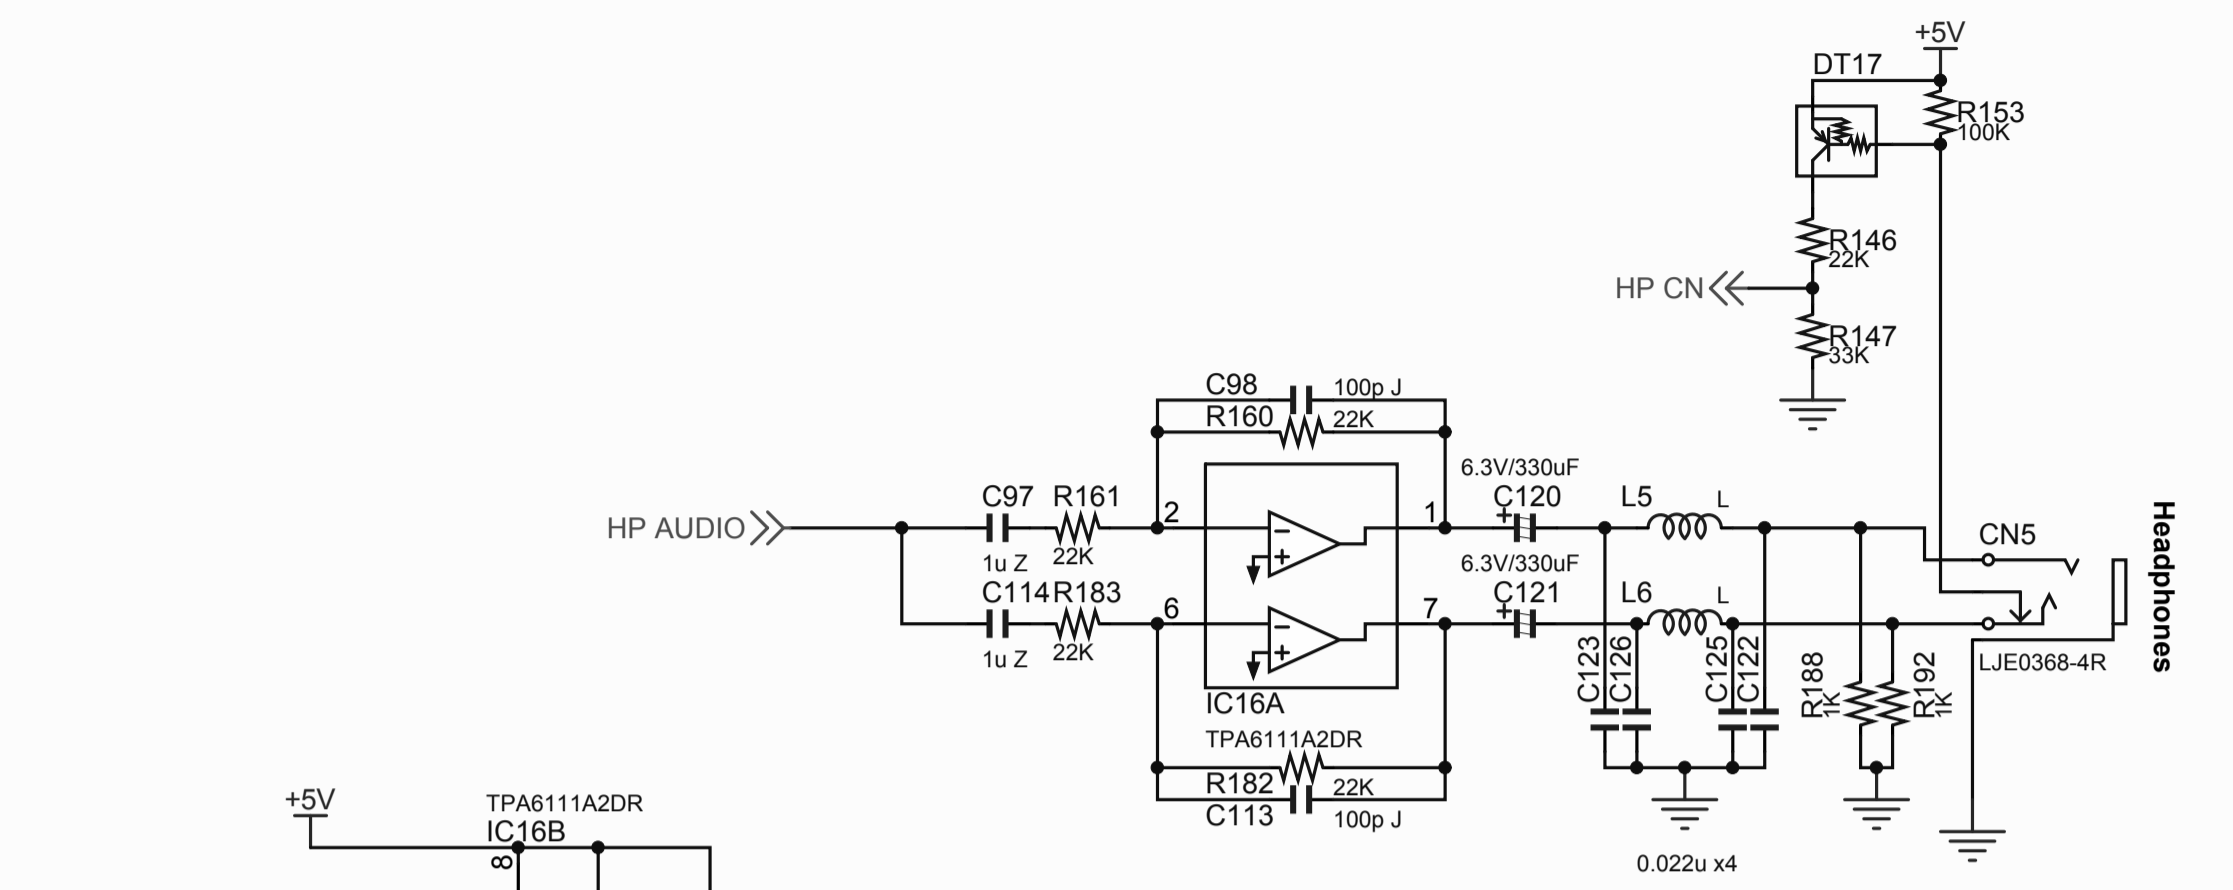 +5V
DT17
R153
100K
R146
22K
HP CN
R147
33K
C98
100p J
R160
22K
6.3V/330uF
C97
R161
2
1
C120
+
L5
L
HP AUDIO
−
+
CN5
1u Z
22K
6.3V/330uF
C114
R183
6
7
C121
+
L6
L
−
+
1u Z
22K
C123
C126
C125
C122
R188
1K
R192
1K
LJE0368-4R
Headphones
IC16A
TPA6111A2DR
R182
22K
C113
100p J
+5V
TPA6111A2DR
IC16B
8
0.022u x4